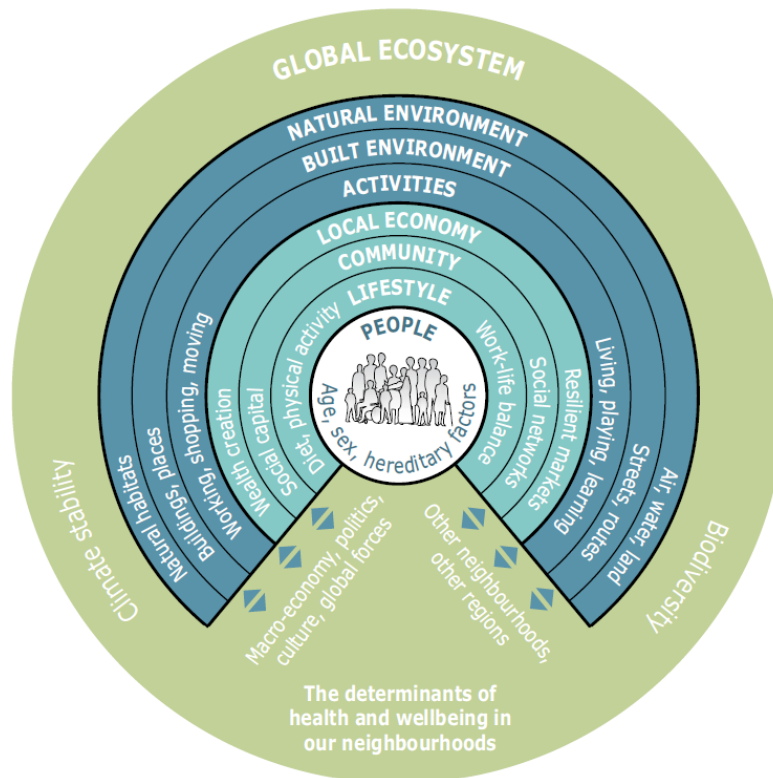 GLOBAL ECOSYSTEM
NATURAL ENVIRONMENT
BUILT ENVIRONMENT
ACTIVITIES
LOCAL ECONOMY
COMMUNITY
LIFESTYLE
PEOPLE
Age, sex, hereditary factors
Diet, physical activity
Work-life balance
Social capital
Social networks
Wealth creation
Resilient markets
Working, shopping, moving
Living, playing, learning
Buildings, places
Streets, routes
Natural habitats
Air, water, land
Climate stability
Biodiversity
Macro-economy, politics,
culture, global forces
Other neighbourhoods,
other regions
The determinants of
health and wellbeing in
our neighbourhoods